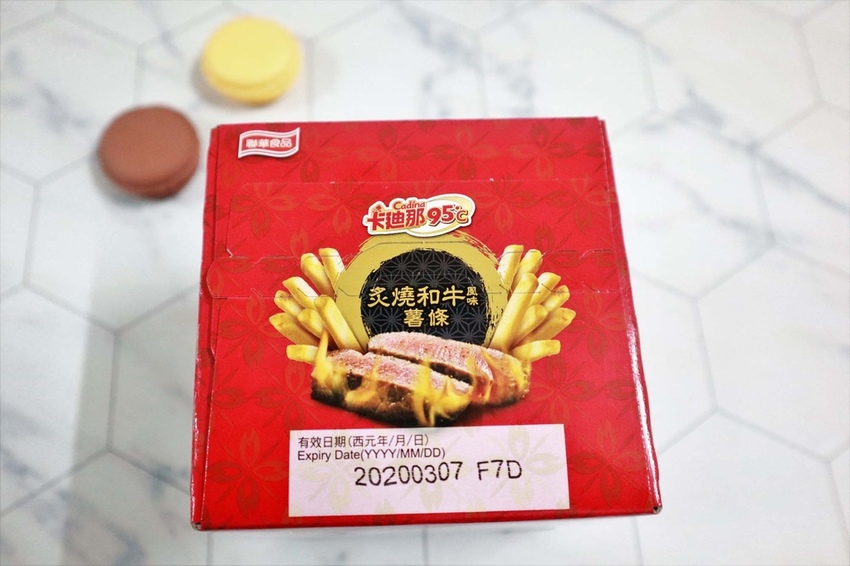 聯華食品
Cadina
卡迪那95℃
炙燒和牛風味
薯條
有效日期(西元年/月/日)
Expiry Date(YYYY/MM/DD)
20200307 F7D